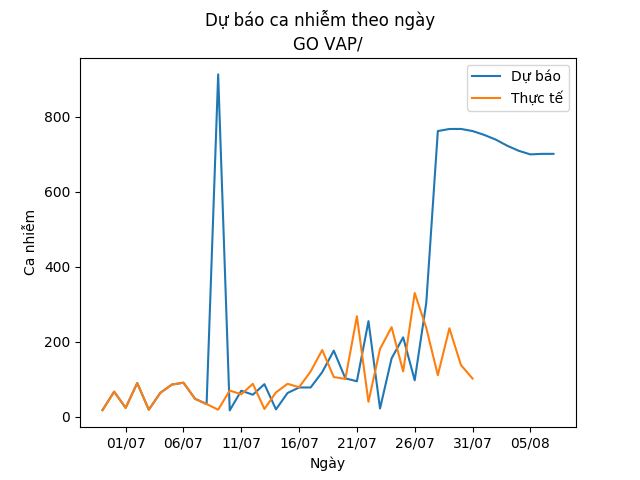 Dự báo ca nhiễm theo ngày
GO VAP/
Dự báo
Thực tế
Ca nhiễm
800
600
400
200
0
01/07 06/07 11/07 16/07 21/07 26/07 31/07 05/08
Ngày